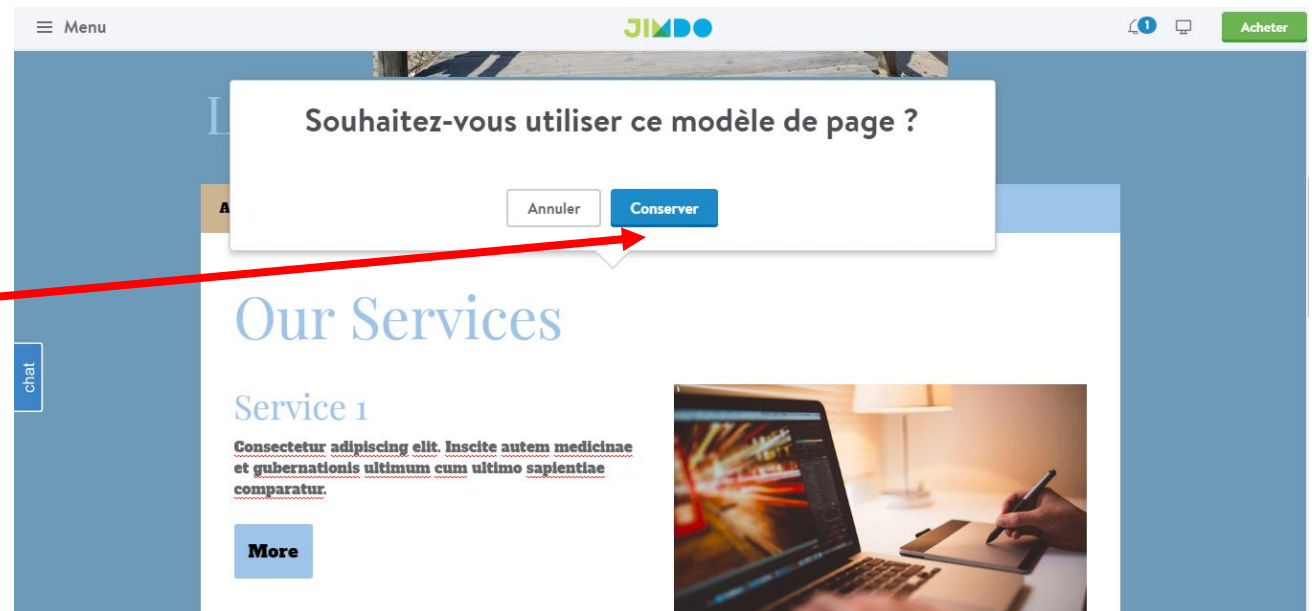 Menu
JIMDO
1
Acheter
L
Souhaitez-vous utiliser ce modèle de page ?
A
Annuler
Conserver
Our Services
chat
Service 1
Consectetur adipiscing elit. Inscite autem medicinae
et gubernationis ultimum cum ultimo sapientiae
comparatur.
More